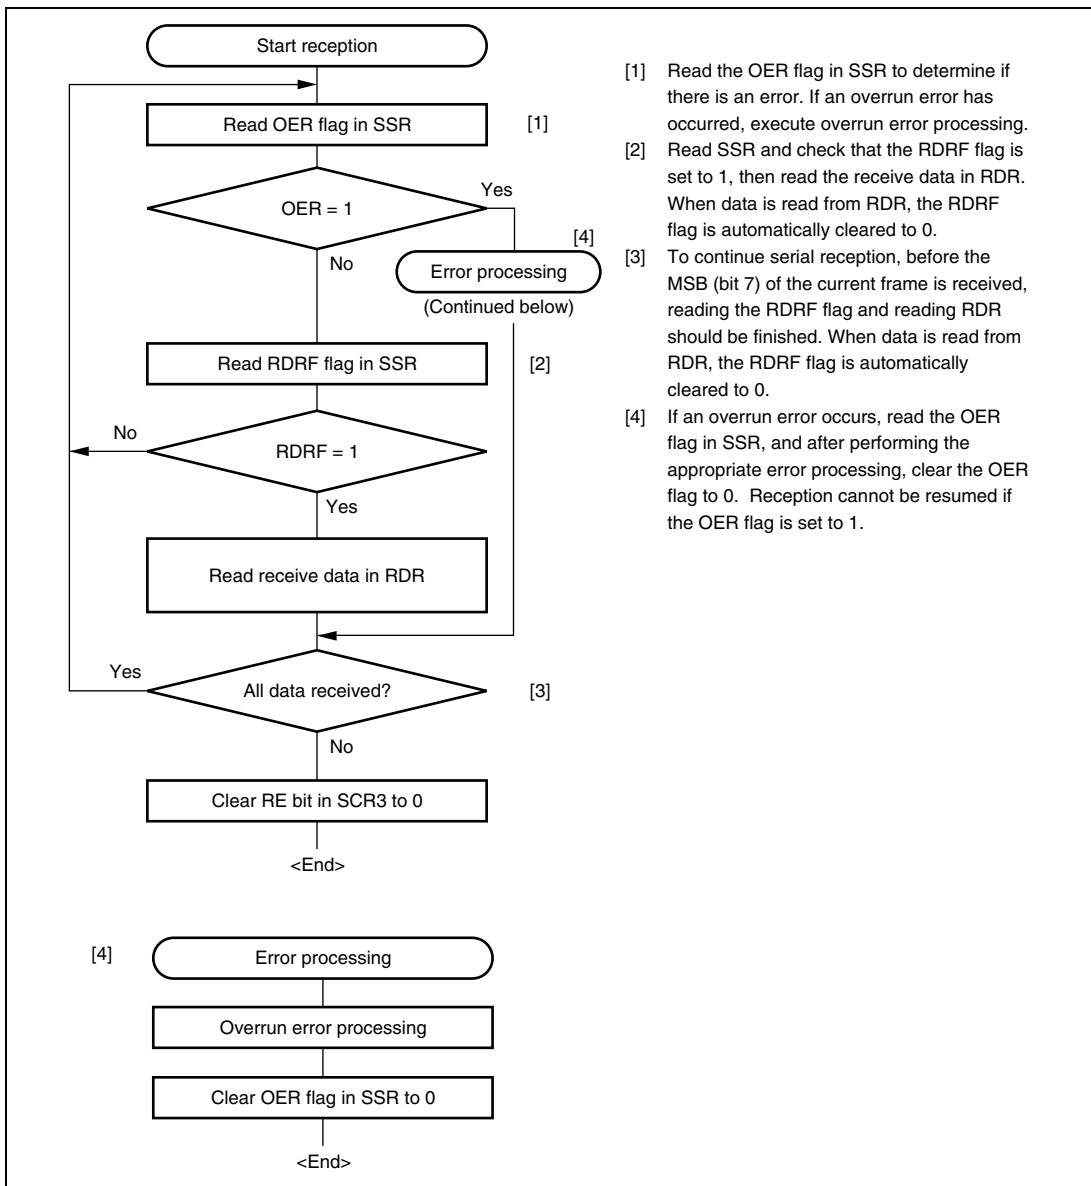 Start reception
Read OER flag in SSR
[1]
OER = 1
Yes
No
[4]
Error processing
(Continued below)
Read RDRF flag in SSR
[2]
No
RDRF = 1
Yes
Read receive data in RDR
Yes
All data received?
[3]
No
Clear RE bit in SCR3 to 0
<End>
[4]
Error processing
Overrun error processing
Clear OER flag in SSR to 0
<End>
[1] Read the OER flag in SSR to determine if
there is an error. If an overrun error has
occurred, execute overrun error processing.
[2] Read SSR and check that the RDRF flag is
set to 1, then read the receive data in RDR.
When data is read from RDR, the RDRF
flag is automatically cleared to 0.
[3] To continue serial reception, before the
MSB (bit 7) of the current frame is received,
reading the RDRF flag and reading RDR
should be finished. When data is read from
RDR, the RDRF flag is automatically
cleared to 0.
[4] If an overrun error occurs, read the OER
flag in SSR, and after performing the
appropriate error processing, clear the OER
flag to 0. Reception cannot be resumed if
the OER flag is set to 1.